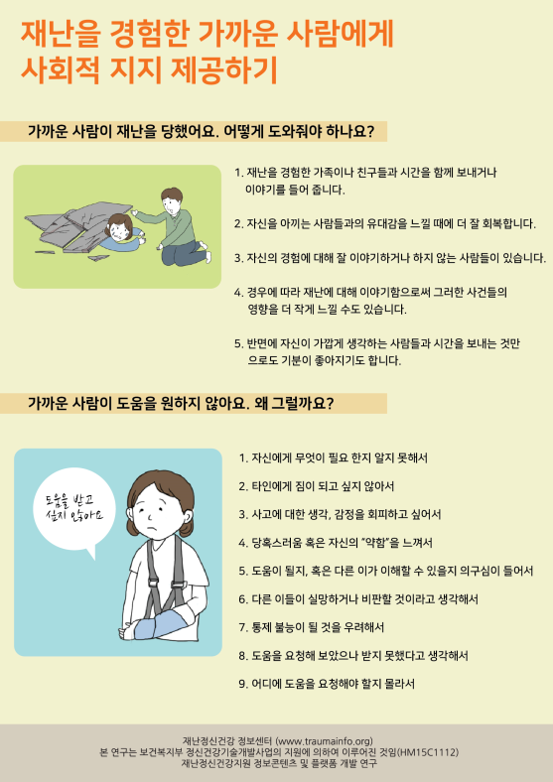 재난을 경험한 가까운 사람에게
사회적 지지 제공하기
가까운 사람이 재난을 당했어요. 어떻게 도와줘야 하나요?
1. 재난을 경험한 가족이나 친구들과 시간을 함께 보내거나
이야기를 들어 줍니다.
2. 자신을 아끼는 사람들과의 유대감을 느낄 때에 더 잘 회복합니다.
3. 자신의 경험에 대해 잘 이야기하거나 하지 않는 사람들이 있습니다.
4. 경우에 따라 재난에 대해 이야기함으로써 그러한 사건들의
영향을 더 작게 느낄 수도 있습니다.
5. 반면에 자신이 가깝게 생각하는 사람들과 시간을 보내는 것만
으로도 기분이 좋아지기도 합니다.
가까운 사람이 도움을 원하지 않아요. 왜 그럴까요?
도움을 받고
싶지 않아요
1. 자신에게 무엇이 필요 한지 알지 못해서
2. 타인에게 짐이 되고 싶지 않아서
3. 사고에 대한 생각, 감정을 회피하고 싶어서
4. 당혹스러움 혹은 자신의 "약함"을 느껴서
5. 도움이 될지, 혹은 다른 이가 이해할 수 있을지 의구심이 들어서
6. 다른 이들이 실망하거나 비판할 것이라고 생각해서
7. 통제 불능이 될 것을 우려해서
8. 도움을 요청해 보았으나 받지 못했다고 생각해서
9. 어디에 도움을 요청해야 할지 몰라서
재난정신건강 정보센터 (www.traumainfo.org)
본 연구는 보건복지부 정신건강기술개발사업의 지원에 의하여 이루어진 것임(HM15C1112)
재난정신건강지원 정보콘텐츠 및 플랫폼 개발 연구